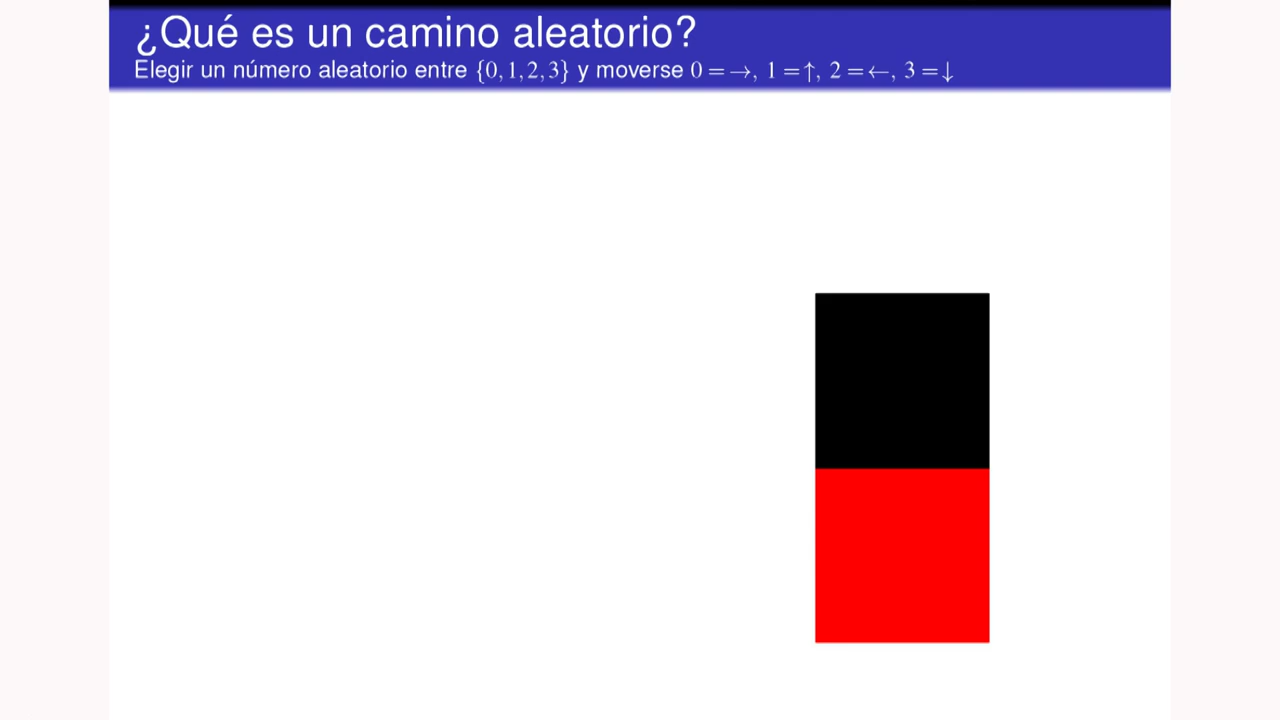 ¿Qué es un camino aleatorio?
Elegir un número aleatorio entre {0,1,2,3} y moverse 0=→, 1=↑, 2=←, 3=↓